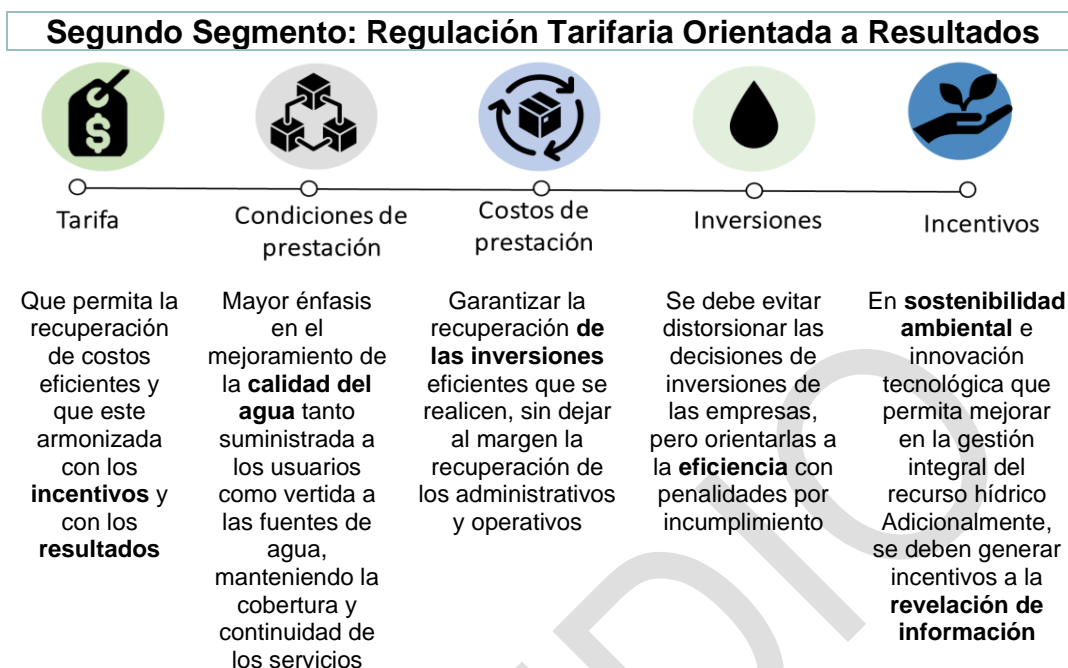 Segundo Segmento: Regulación Tarifaria Orientada a Resultados
$
Tarifa
Condiciones de
prestación
Costos de
prestación
Inversiones
Incentivos
Que permita la
recuperación
de costos
eficientes y
que este
armonizada
con los
incentivos y
con los
resultados
Mayor énfasis
en el
mejoramiento de
la calidad del
agua tanto
suministrada a
los usuarios
como vertida a
las fuentes de
agua,
manteniendo la
cobertura y
continuidad de
los servicios
Garantizar la
recuperación de
las inversiones
eficientes que se
realicen, sin dejar
al margen la
recuperación de
los administrativos
y operativos
Se debe evitar
distorsionar las
decisiones de
inversiones de
las empresas,
pero orientarlas a
la eficiencia con
penalidades por
incumplimiento
En sostenibilidad
ambiental e
innovación
tecnológica que
permita mejorar
en la gestión
integral del
recurso hídrico
Adicionalmente,
se deben generar
incentivos a la
revelación de
información
DIO